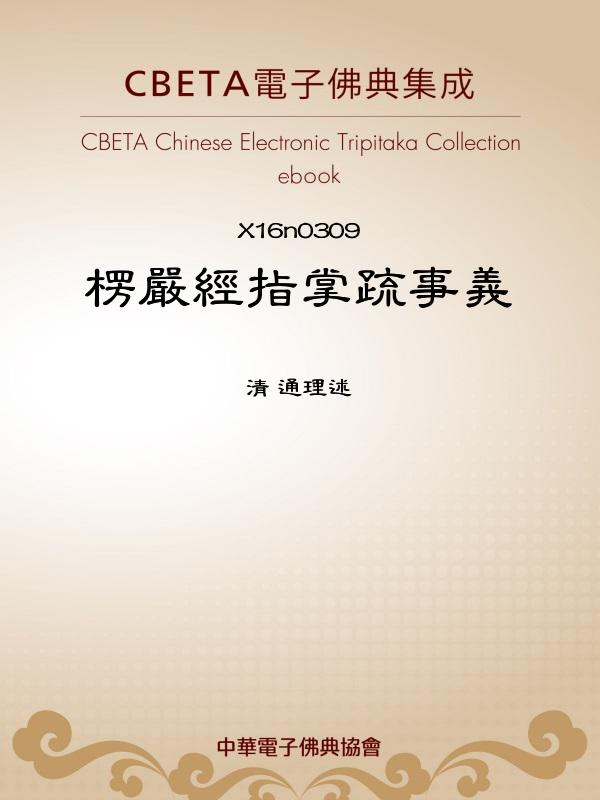 CBETA電子佛典集成
CBETA Chinese Electronic Tripitaka Collection
ebook
X16n0309
楞嚴經指掌疏事義
清 通理述
中華電子佛典協會